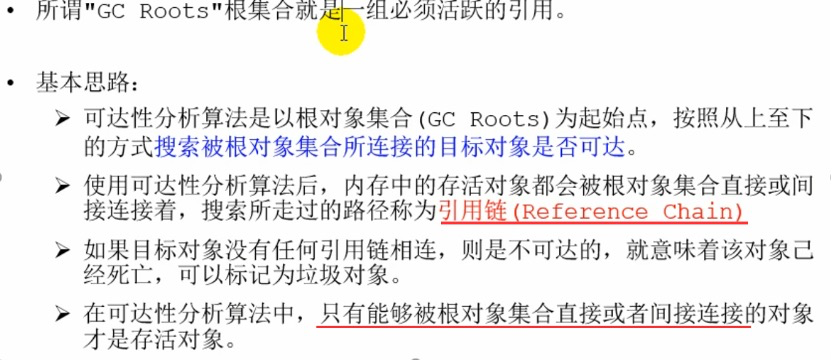 • 所谓"GC Roots"根集合就是一组必须活跃的引用。
• 基本思路：
➢ 可达性分析算法是以根对象集合(GC Roots)为起始点，按照从上至下
的方式搜索被根对象集合所连接的目标对象是否可达。
➢ 使用可达性分析算法后，内存中的存活对象都会被根对象集合直接或间
接连接着，搜索所走过的路径称为引用链(Reference Chain)
➢ 如果目标对象没有任何引用链相连，则是不可达的，就意味着该对象己
经死亡，可以标记为垃圾对象。
➢ 在可达性分析算法中，只有能够被根对象集合直接或者间接连接的对象
才是存活对象。